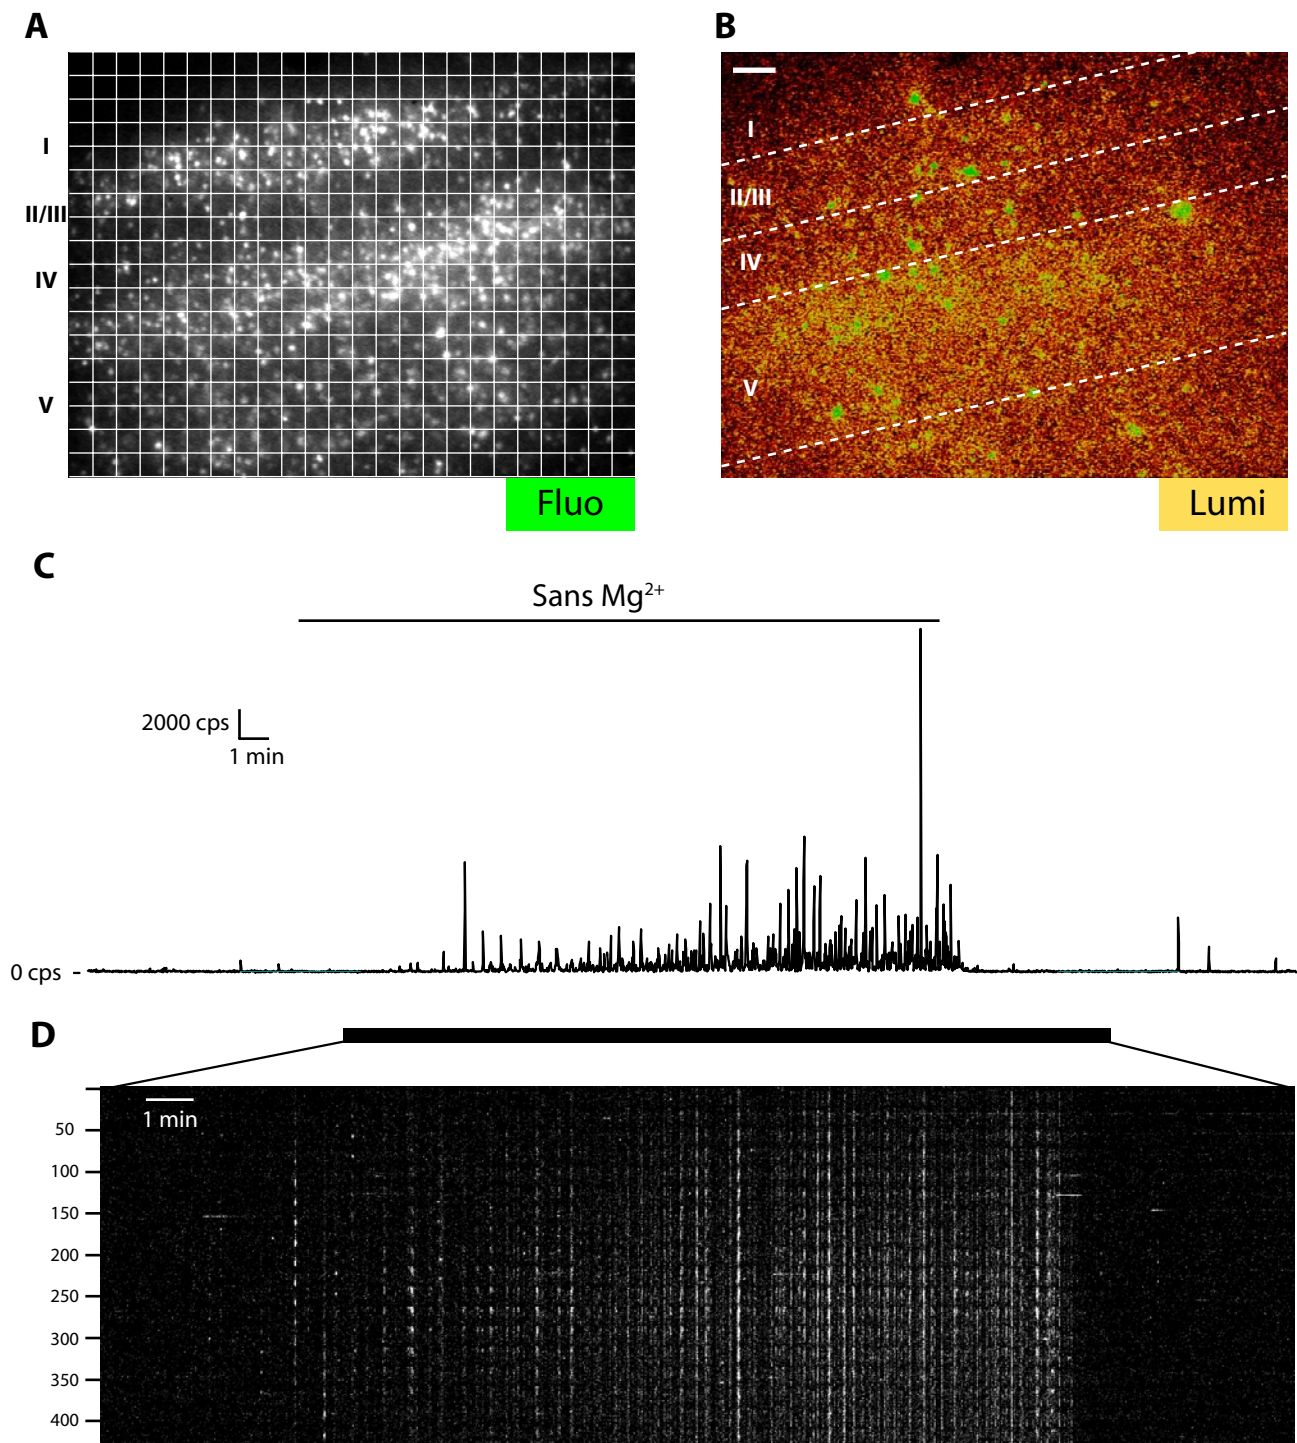 A
B
I
II/III
IV
V
I
II/III
IV
V
Fluo
Lumi
C
Sans Mg²⁺
2000 cps
1 min
0 cps -
D
1 min
50
100
150
200
250
300
350
400